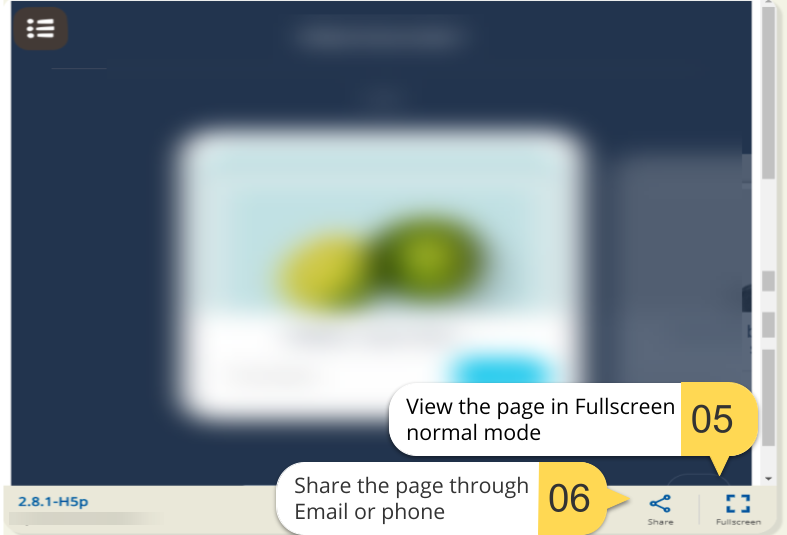 View the page in Fullscreen
normal mode
05
Share the page through
Email or phone
06
2.8.1-H5p
Share
Fullscreen